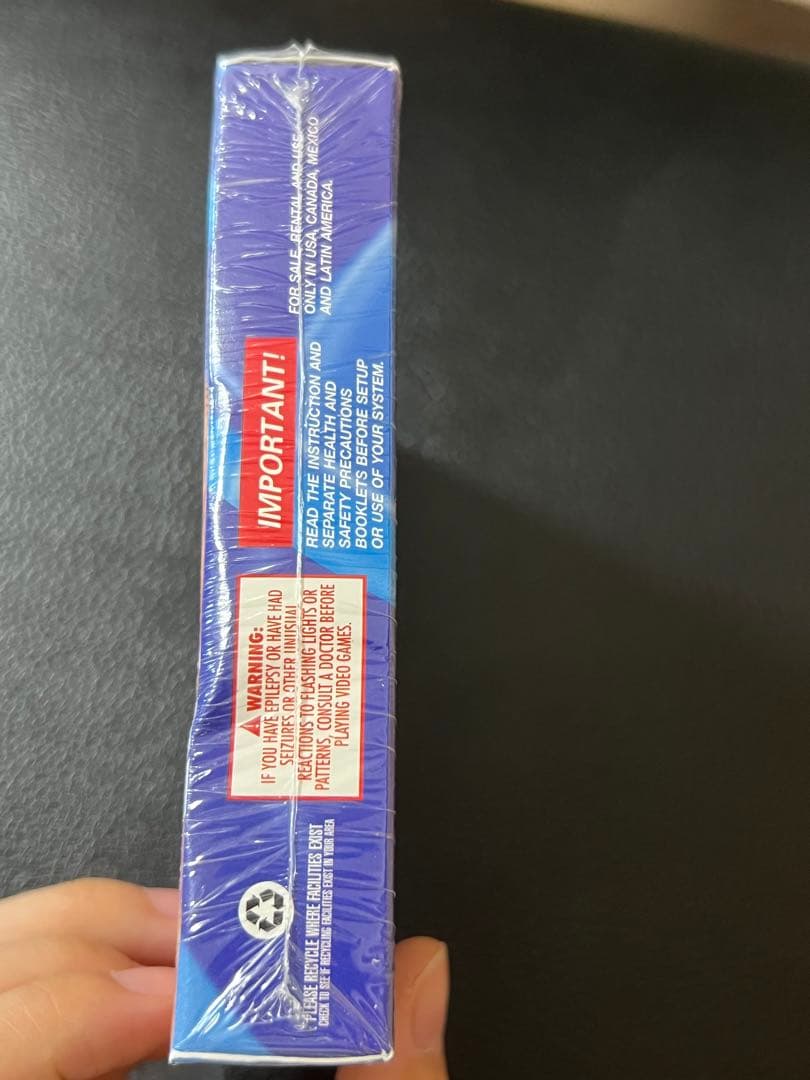 PLEASE RECYCLE WHERE FACILITIES EXIST
CHECK TO SEE IF RECYCLING FACILITIES EXIST IN YOUR AREA
WARNING:
IF YOU HAVE EPILEPSY OR HAVE HAD
SEIZURES OR OTHER UNUSUAL
REACTIONS TO FLASHING LIGHTS OR
PATTERNS, CONSULT A DOCTOR BEFORE
PLAYING VIDEO GAMES.
IMPORTANT!
READ THE INSTRUCTION AND
SEPARATE HEALTH AND
SAFETY PRECAUTIONS
BOOKLETS BEFORE SETUP
OR USE OF YOUR SYSTEM.
FOR SALE, RENTAL AND USE
ONLY IN USA, CANADA, MEXICO
AND LATIN AMERICA.